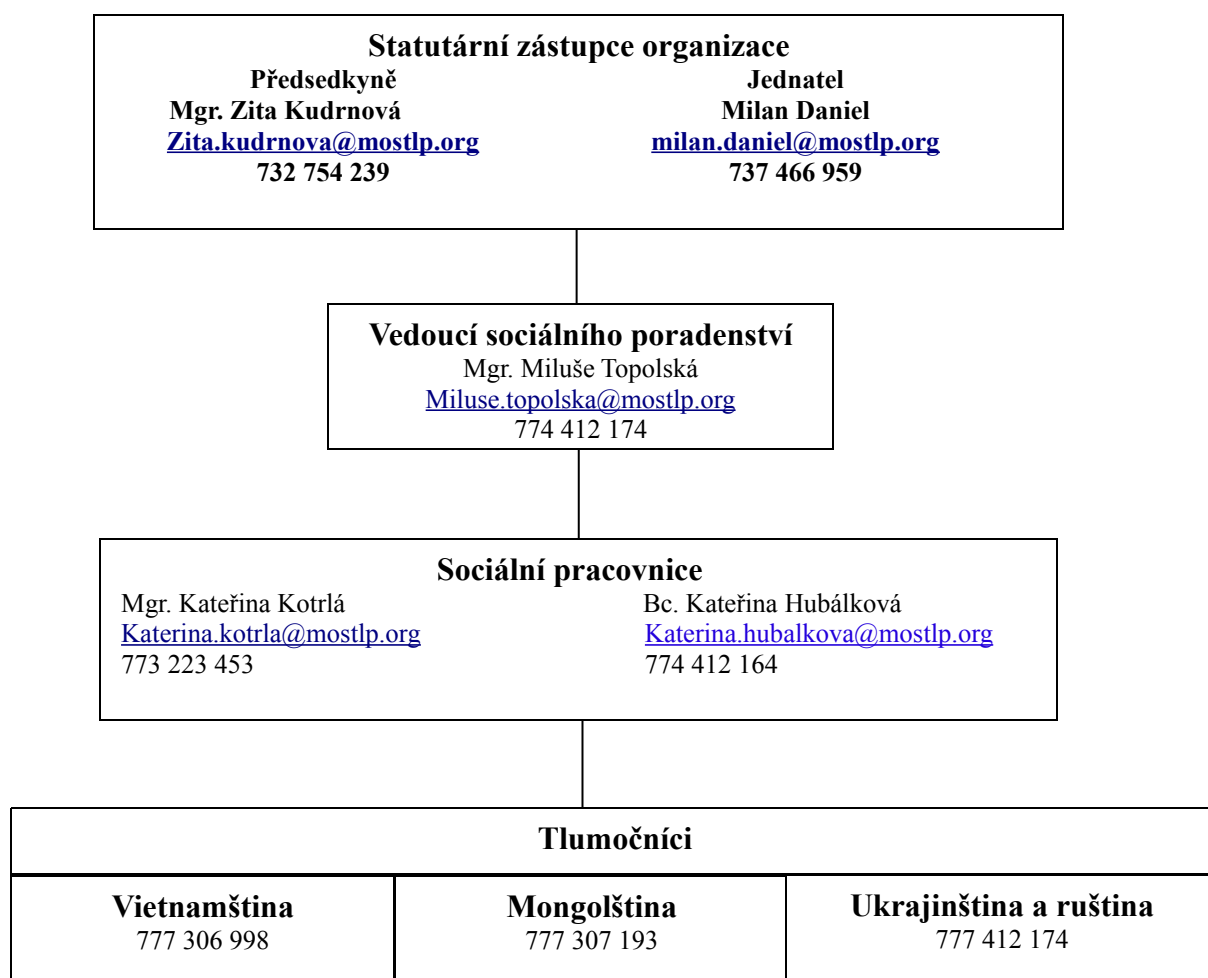 Statutární zástupce organizace
Předsedkyně Jednatel
Mgr. Zita Kudrnová Milan Daniel
Zita.kudrnova@mostlp.org milan.daniel@mostlp.org
732 754 239 737 466 959
Vedoucí sociálního poradenství
Mgr. Miluše Topolská
Miluse.topolska@mostlp.org
774 412 174
Sociální pracovnice
Mgr. Kateřina Kotrlá Bc. Kateřina Hubálková
Katerina.kotrla@mostlp.org Katerina.hubalkova@mostlp.org
773 223 453 774 412 164
Tlumočníci
Vietnamština Mongolština Ukrajinština a ruština
777 306 998 777 307 193 777 412 174